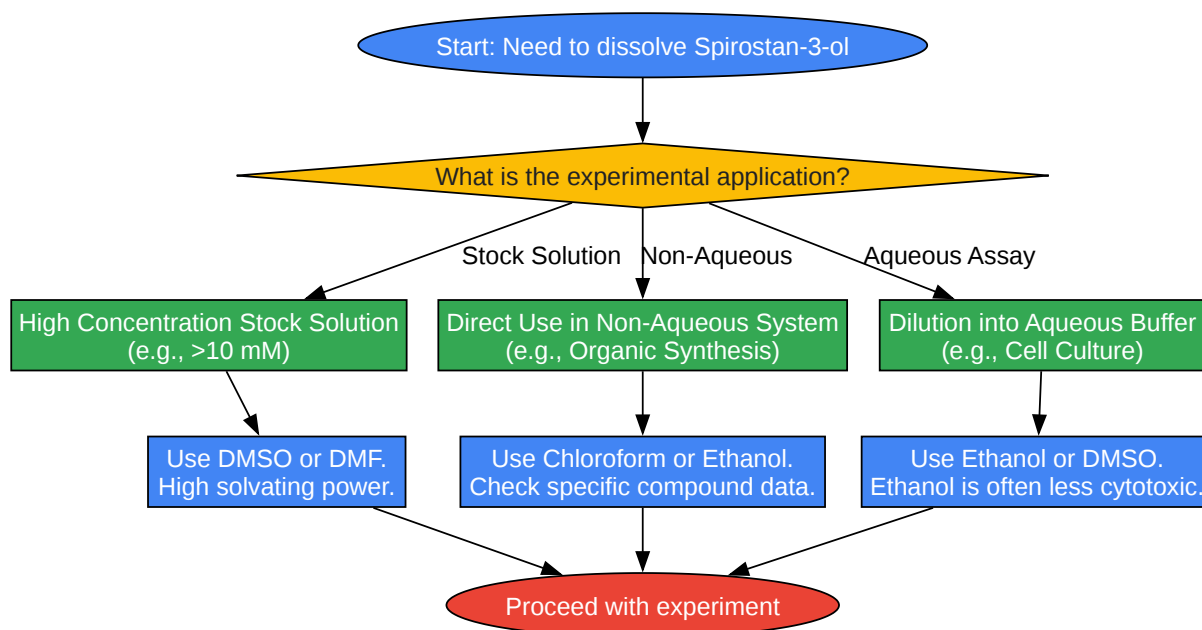 Start: Need to dissolve Spirostan-3-ol
What is the experimental application?
Stock Solution
Non-Aqueous
Aqueous Assay
High Concentration Stock Solution
(e.g., >10 mM)
Direct Use in Non-Aqueous System
(e.g., Organic Synthesis)
Dilution into Aqueous Buffer
(e.g., Cell Culture)
Use DMSO or DMF.
High solvating power.
Use Chloroform or Ethanol.
Check specific compound data.
Use Ethanol or DMSO.
Ethanol is often less cytotoxic.
Proceed with experiment